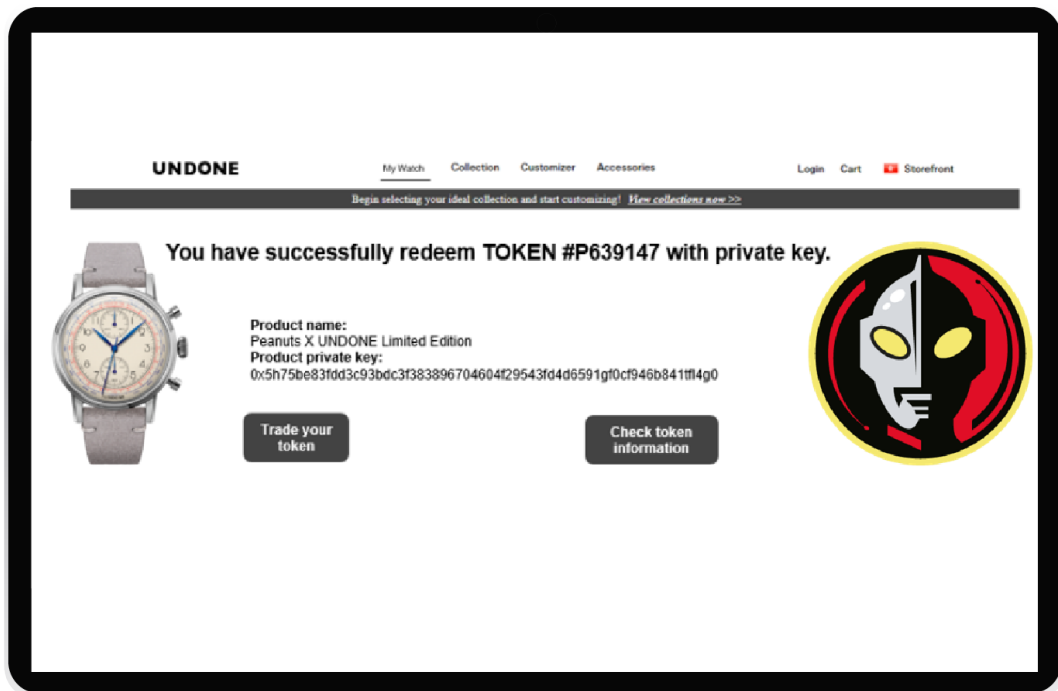 UNDONE
My Watch Collection Customizer Accessories
Login Cart Storefront
Begin selecting your ideal collection and start customizing! View collections now >>
You have successfully redeem TOKEN #P639147 with private key.
Product name:
Peanuts X UNDONE Limited Edition
Product private key:
0x5h75be83fdd3c93bdc3f383896704604f29543fd4d6591gf0cf946b841tfl4g0
Trade your
token
Check token
information